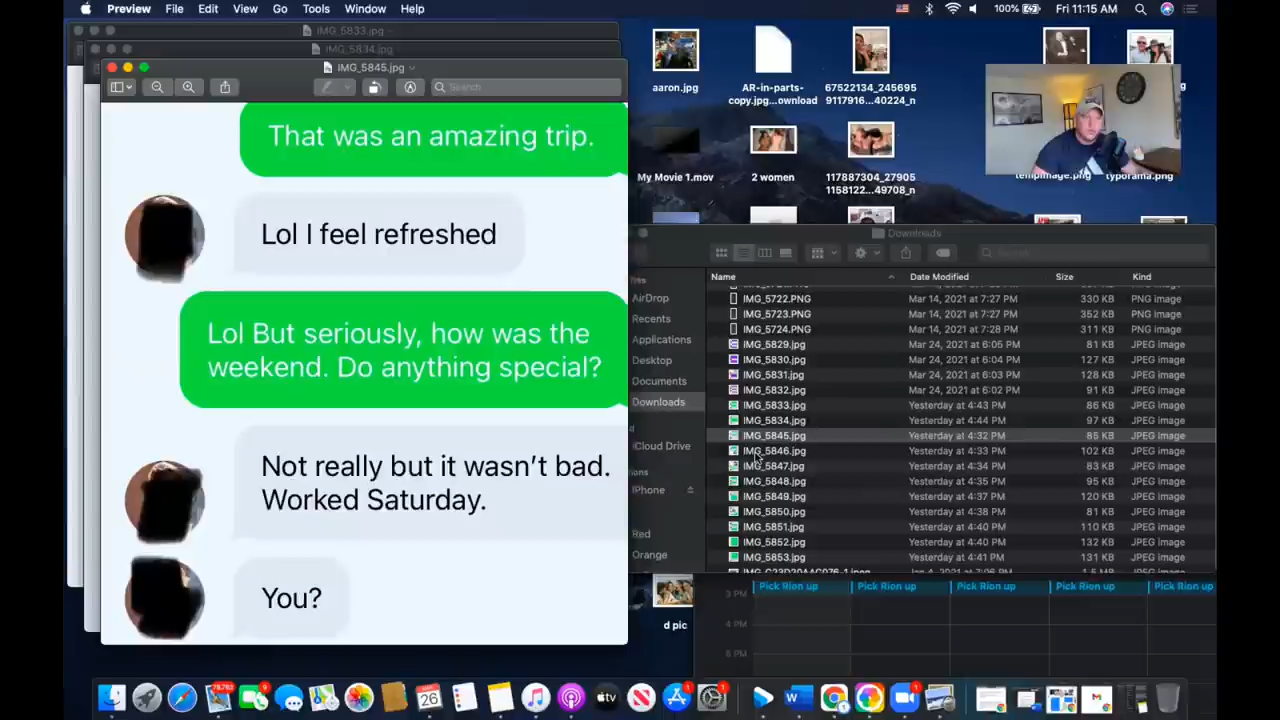 Preview File Edit View Go Tools Window Help
100% Fri 11:15 AM
IMG_5833.jpg
IMG_5834.jpg
IMG_5845.jpg
Search
That was an amazing trip.
Lol I feel refreshed
Lol But seriously, how was the
weekend. Do anything special?
Not really but it wasn't bad.
Worked Saturday.
You?
aaron.jpg
AR-in-parts-
copy.jpg...ownload
67522134_245695
9117916...40224_n
My Movie 1.mov
2 women
117887304_27905
1158122...49708_n
tempimage.png
typorama.png
Downloads
Search
Name Date Modified Size Kind
IMG_5722.PNG Mar 14, 2021 at 7:27 PM 330 KB PNG image
IMG_5723.PNG Mar 14, 2021 at 7:27 PM 352 KB PNG image
IMG_5724.PNG Mar 14, 2021 at 7:28 PM 311 KB PNG image
IMG_5829.jpg Mar 24, 2021 at 6:05 PM 81 KB JPEG image
IMG_5830.jpg Mar 24, 2021 at 6:04 PM 127 KB JPEG image
IMG_5831.jpg Mar 24, 2021 at 6:03 PM 128 KB JPEG image
IMG_5832.jpg Mar 24, 2021 at 6:02 PM 91 KB JPEG image
IMG_5833.jpg Yesterday at 4:43 PM 86 KB JPEG image
IMG_5834.jpg Yesterday at 4:44 PM 97 KB JPEG image
IMG_5845.jpg Yesterday at 4:32 PM 85 KB JPEG image
IMG_5846.jpg Yesterday at 4:33 PM 102 KB JPEG image
IMG_5847.jpg Yesterday at 4:34 PM 83 KB JPEG image
IMG_5848.jpg Yesterday at 4:35 PM 95 KB JPEG image
IMG_5849.jpg Yesterday at 4:37 PM 120 KB JPEG image
IMG_5850.jpg Yesterday at 4:38 PM 81 KB JPEG image
IMG_5851.jpg Yesterday at 4:40 PM 110 KB JPEG image
IMG_5852.jpg Yesterday at 4:40 PM 132 KB JPEG image
IMG_5853.jpg Yesterday at 4:41 PM 131 KB JPEG image
AirDrop
Recents
Applications
Desktop
Documents
Downloads
iCloud Drive
iPhone
Red
Orange
d pic
Pick Rion up Pick Rion up Pick Rion up Pick Rion up Pick Rion up
3 PM
4 PM
5 PM
26
tv